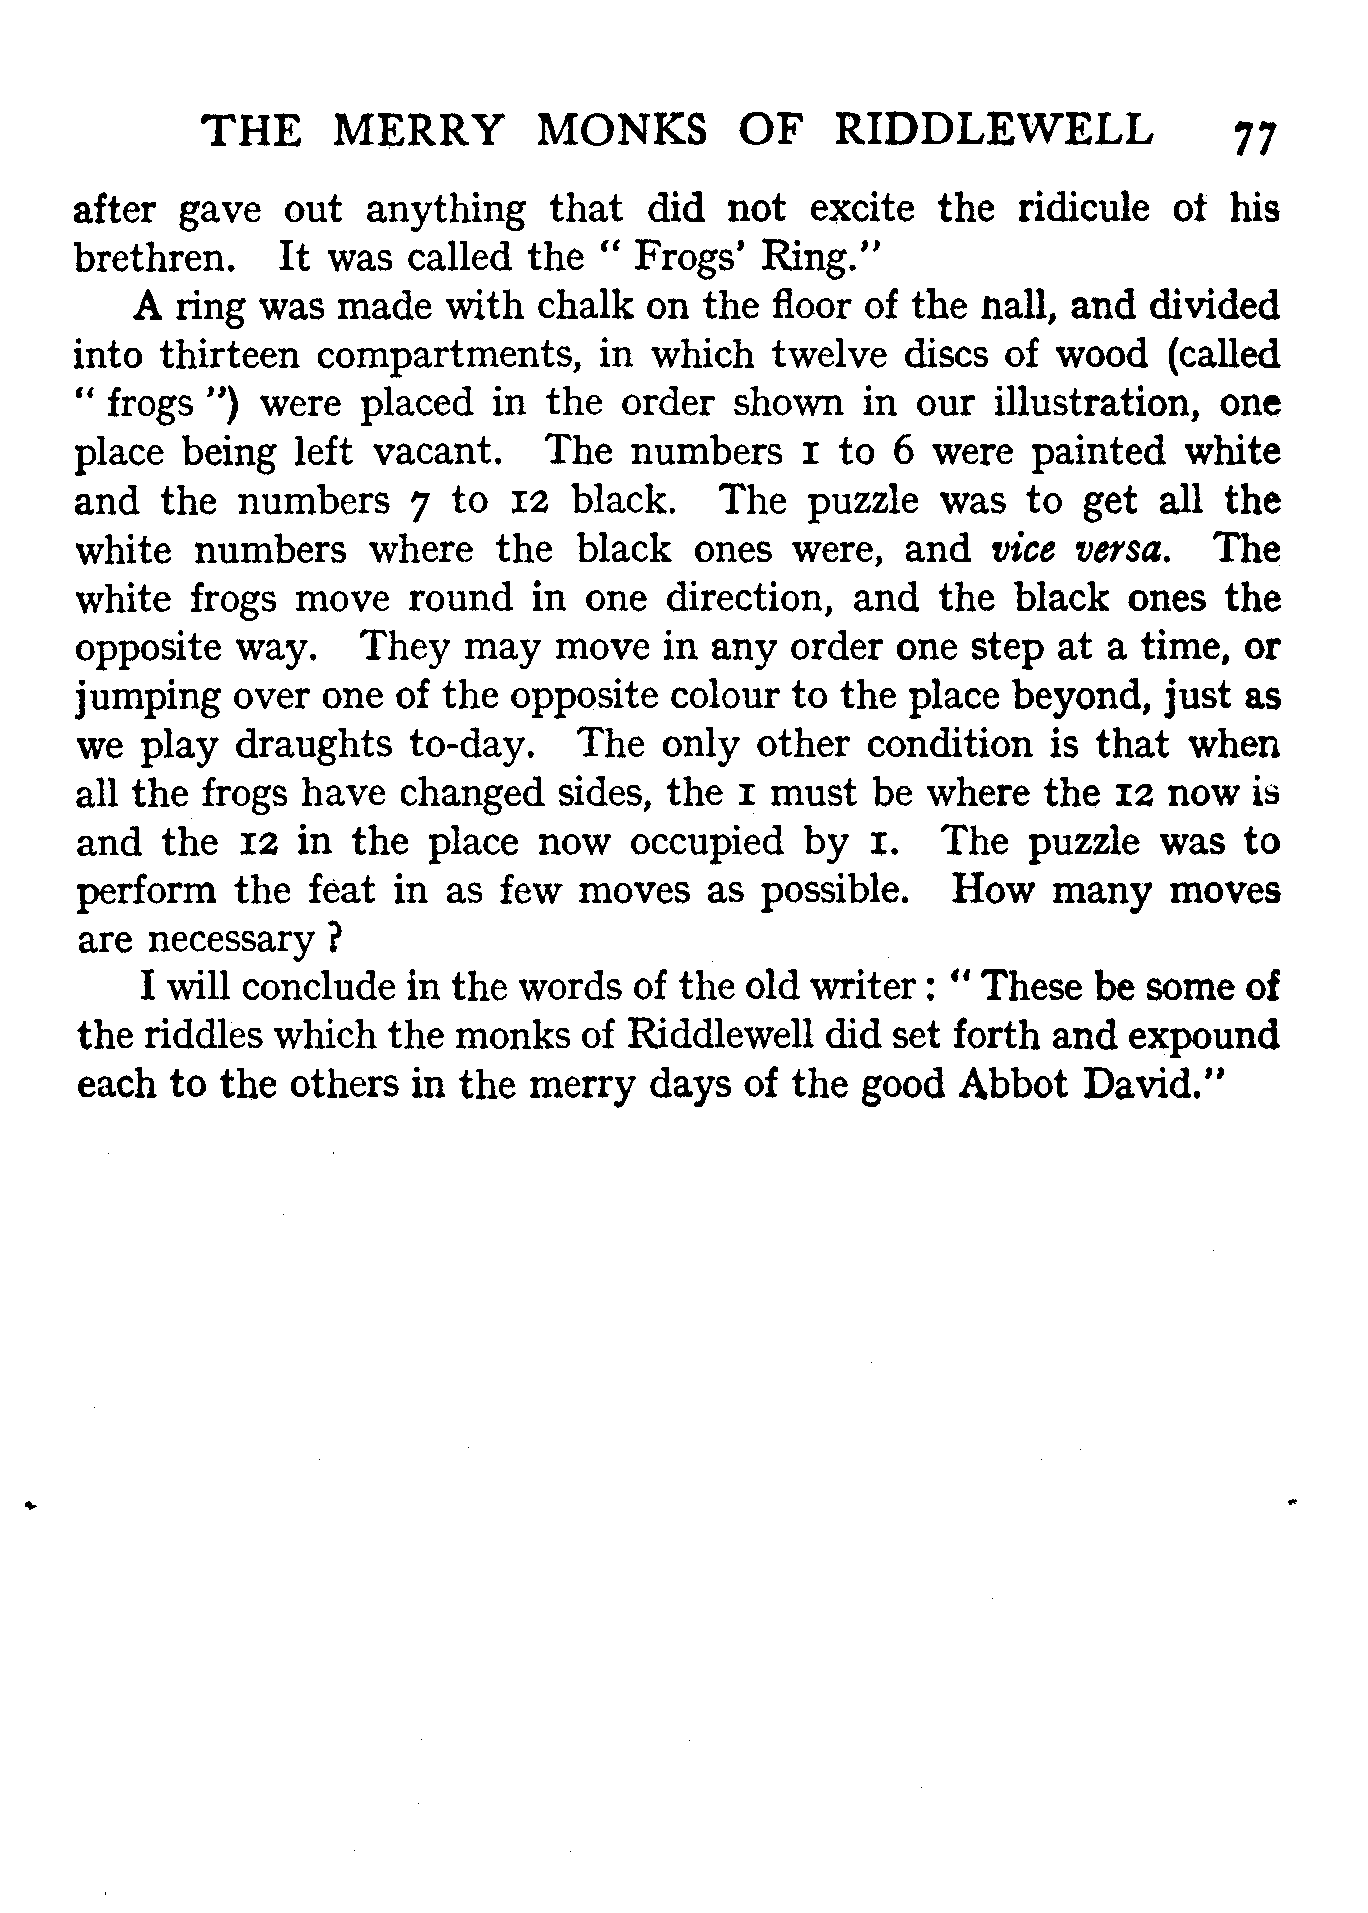 THE MERRY MONKS OF RIDDLEWELL 77
after gave out anything that did not excite the ridicule of his
brethren. It was called the " Frogs' Ring."
A ring was made with chalk on the floor of the hall, and divided
into thirteen compartments, in which twelve discs of wood (called
" frogs ") were placed in the order shown in our illustration, one
place being left vacant. The numbers 1 to 6 were painted white
and the numbers 7 to 12 black. The puzzle was to get all the
white numbers where the black ones were, and vice versa. The
white frogs move round in one direction, and the black ones the
opposite way. They may move in any order one step at a time, or
jumping over one of the opposite colour to the place beyond, just as
we play draughts to-day. The only other condition is that when
all the frogs have changed sides, the 1 must be where the 12 now is
and the 12 in the place now occupied by 1. The puzzle was to
perform the feat in as few moves as possible. How many moves
are necessary ?
I will conclude in the words of the old writer : " These be some of
the riddles which the monks of Riddlewell did set forth and expound
each to the others in the merry days of the good Abbot David."